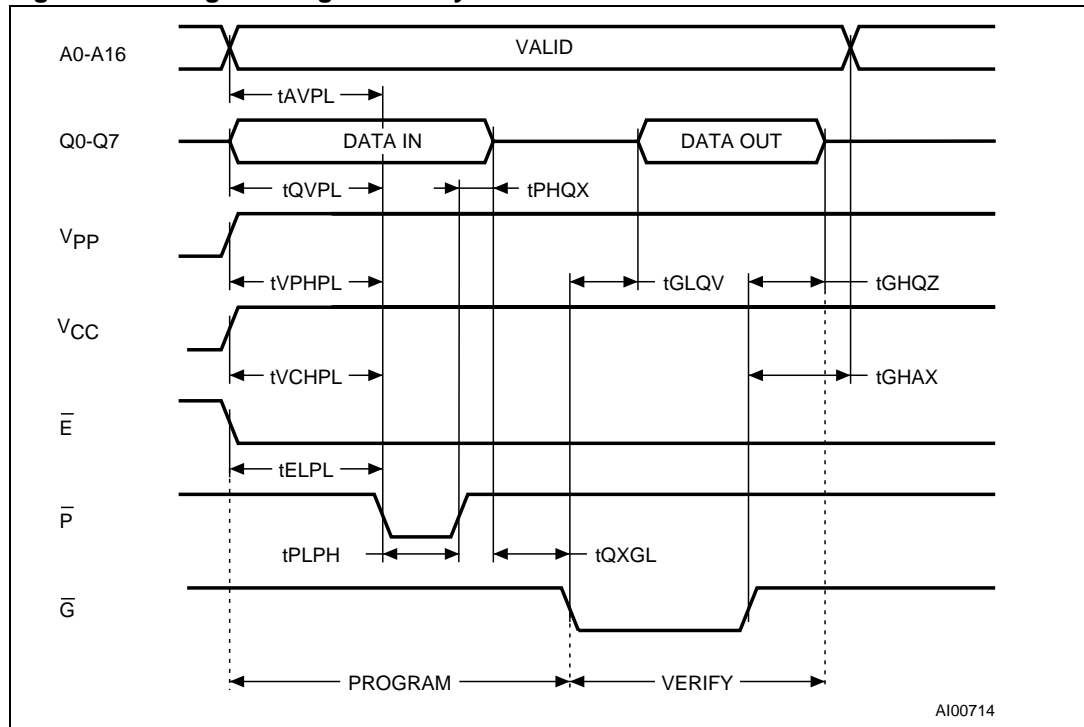 A0-A16
VALID
tAVPL
Q0-Q7
DATA IN
DATA OUT
tQVPL
tPHQX
VPP
tVPHPL
tGLQV
tGHQZ
VCC
tVCHPL
tGHAX
E̅
tELPL
P̅
tPLPH
tQXGL
G̅
PROGRAM
VERIFY
AI00714